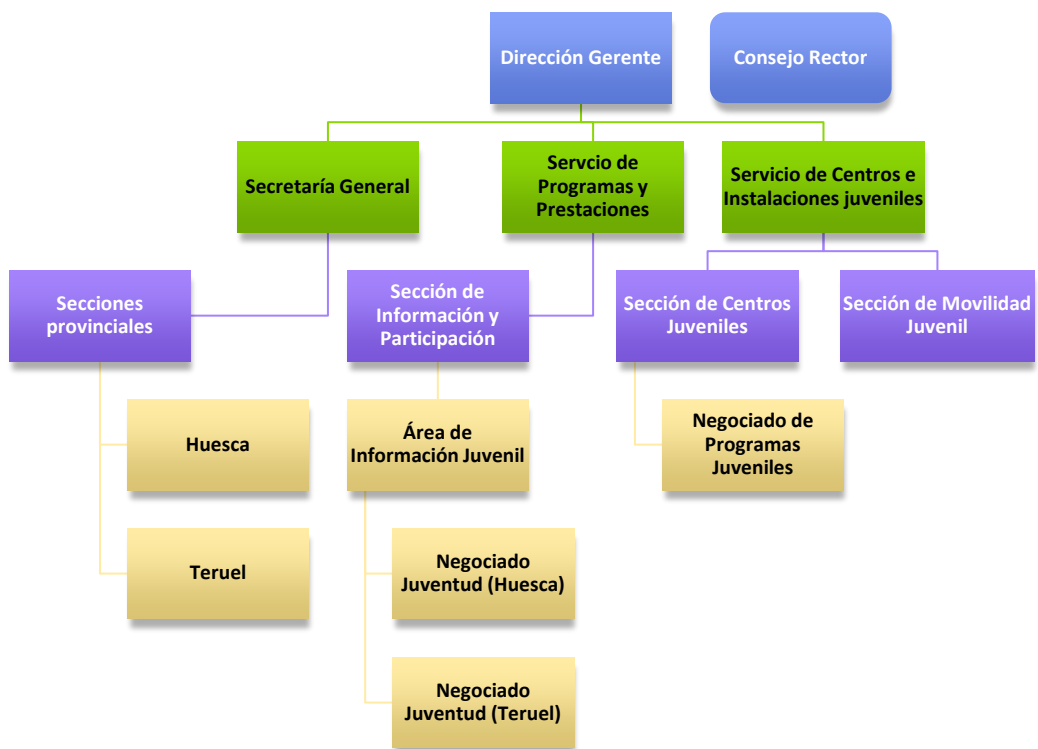 Dirección Gerente
Consejo Rector
Secretaría General
Servcio de
Programas y
Prestaciones
Servicio de Centros e
Instalaciones juveniles
Secciones
provinciales
Sección de
Información y
Participación
Sección de Centros
Juveniles
Sección de Movilidad
Juvenil
Huesca
Área de
Información Juvenil
Negociado de
Programas
Juveniles
Teruel
Negociado
Juventud (Huesca)
Negociado
Juventud (Teruel)